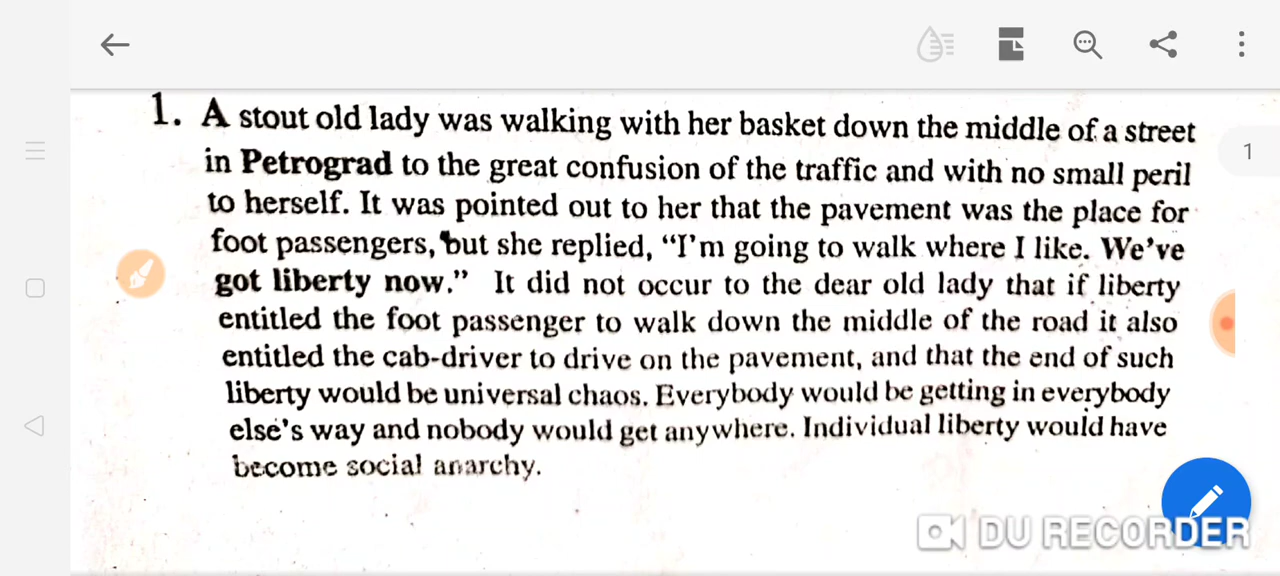 1. A stout old lady was walking with her basket down the middle of a street
in Petrograd to the great confusion of the traffic and with no small peril
to herself. It was pointed out to her that the pavement was the place for
foot passengers, but she replied, “I’m going to walk where I like. We’ve
got liberty now.” It did not occur to the dear old lady that if liberty
entitled the foot passenger to walk down the middle of the road it also
entitled the cab-driver to drive on the pavement, and that the end of such
liberty would be universal chaos. Everybody would be getting in everybody
else's way and nobody would get anywhere. Individual liberty would have
become social anarchy.
1
DU RECORDER